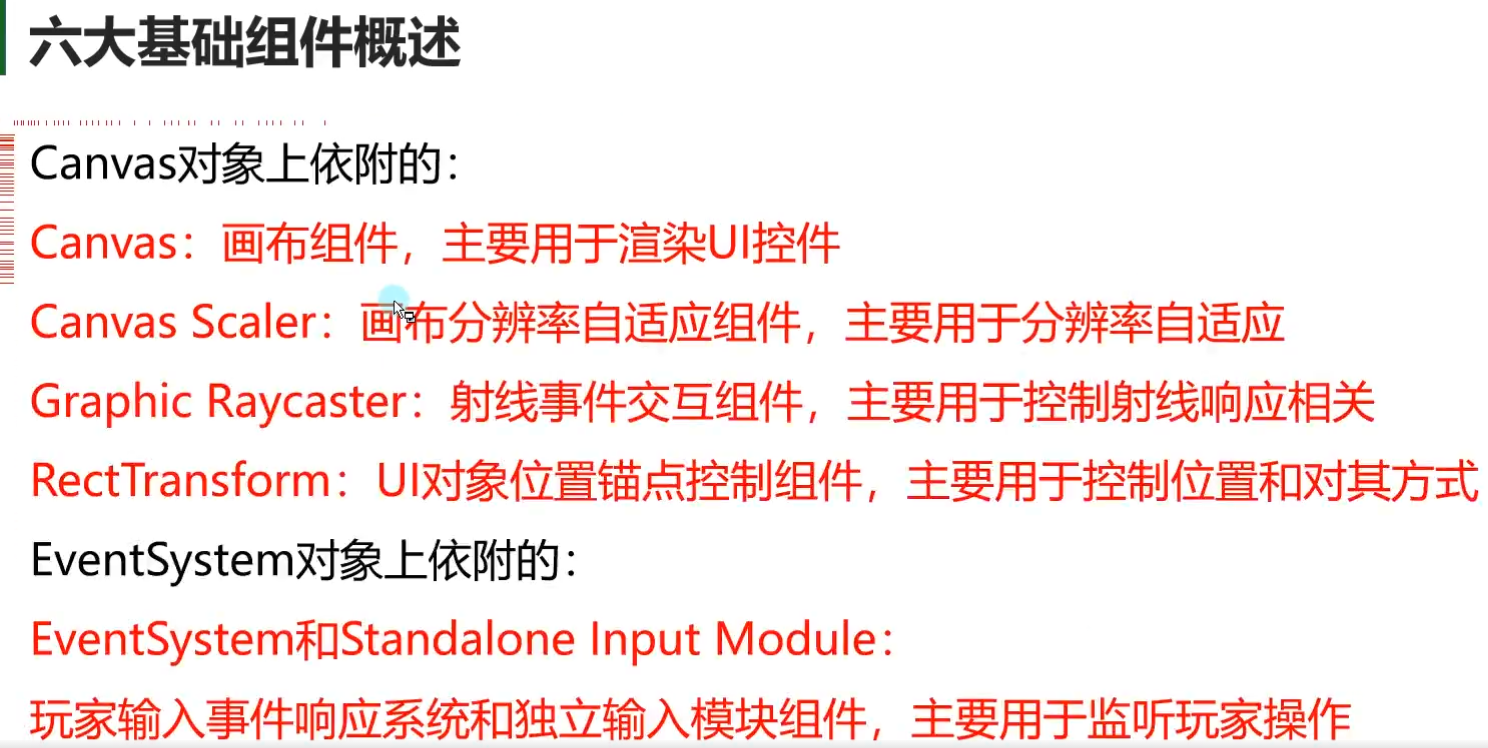 六大基础组件概述
Canvas对象上依附的：
Canvas：画布组件，主要用于渲染UI控件
Canvas Scaler：画布分辨率自适应组件，主要用于分辨率自适应
Graphic Raycaster：射线事件交互组件，主要用于控制射线响应相关
RectTransform：UI对象位置锚点控制组件，主要用于控制位置和对其方式
EventSystem对象上依附的：
EventSystem和Standalone Input Module：
玩家输入事件响应系统和独立输入模块组件，主要用于监听玩家操作